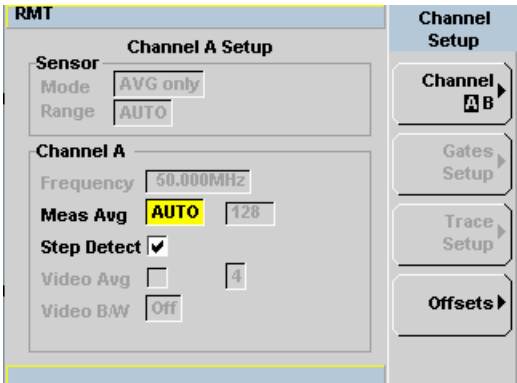 RMT
Channel A Setup
Sensor
Mode AVG only
Range AUTO
Channel A
Frequency 50.000MHz
Meas Avg AUTO 128
Step Detect
Video Avg 4
Video B/W Off
Channel
Setup
Channel
A B
Gates
Setup
Trace
Setup
Offsets